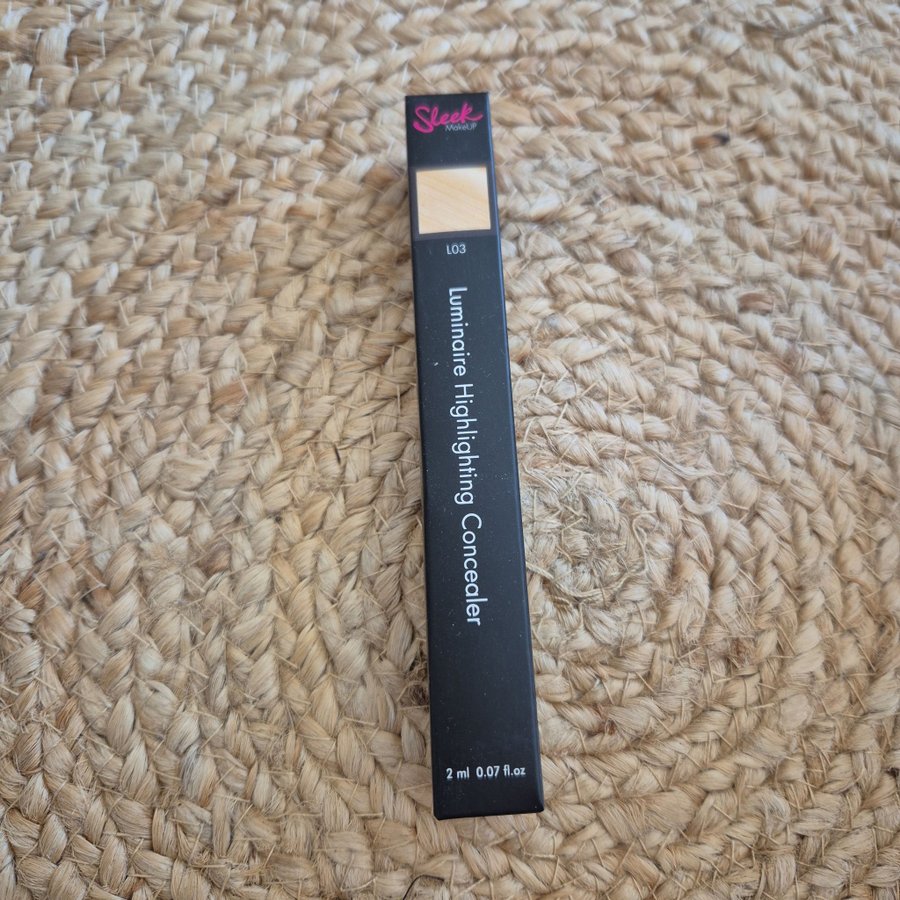 Sleek
MakeUP
L03
Luminaire Highlighting Concealer
2 ml 0.07 fl.oz